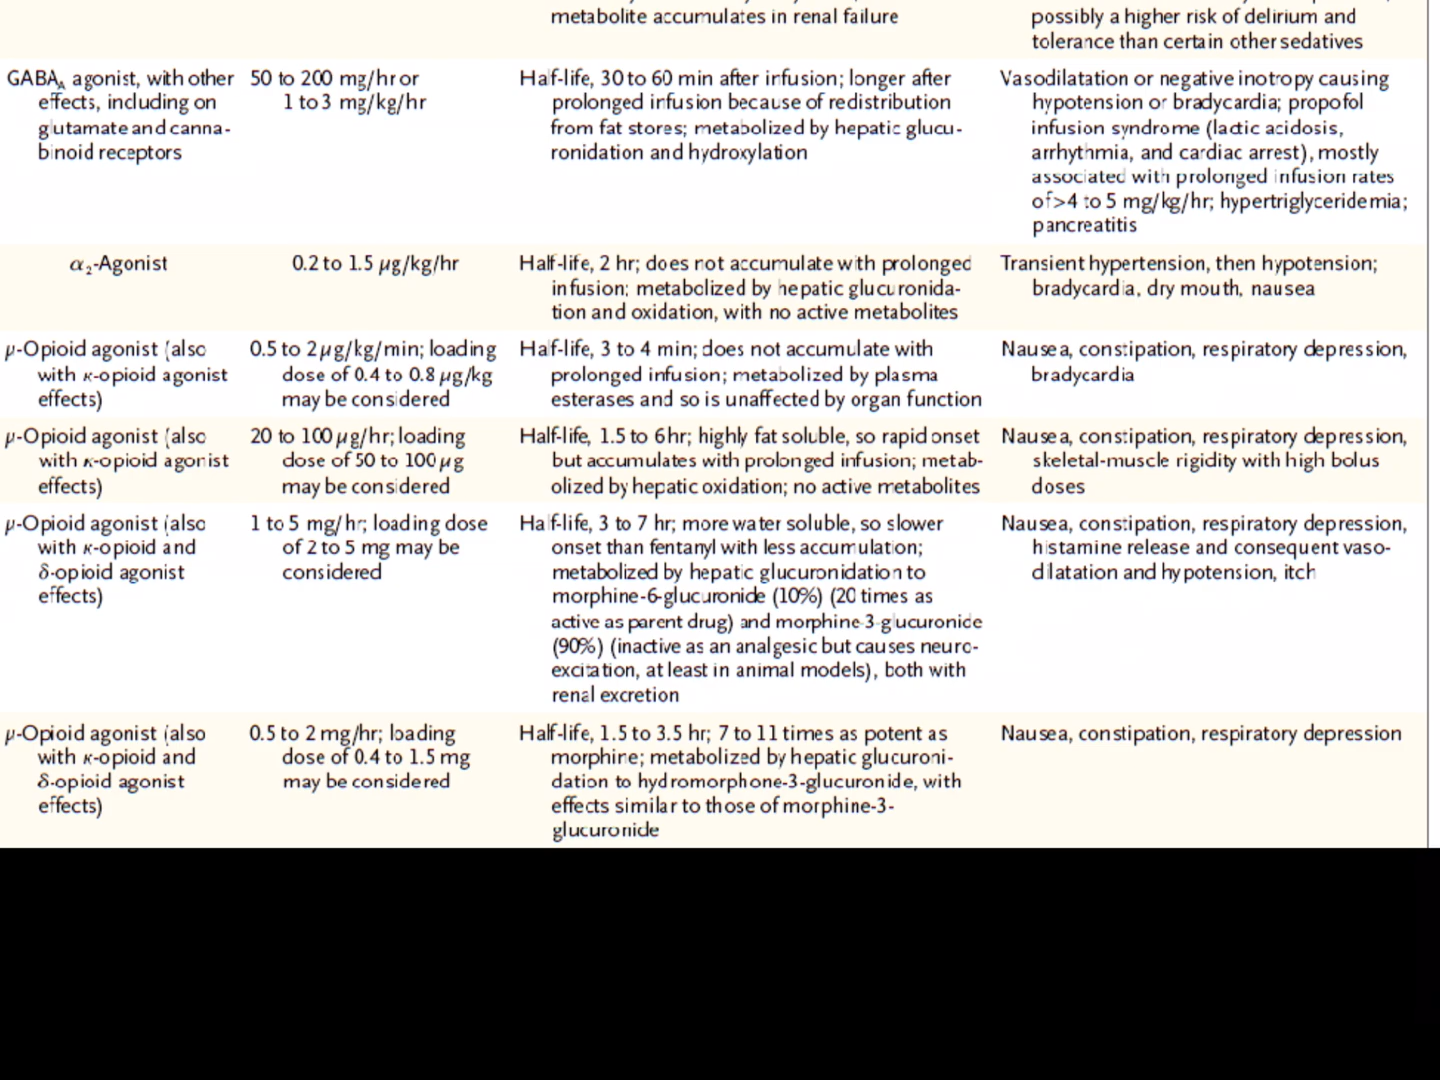 metabolite accumulates in renal failure
possibly a higher risk of delirium and
tolerance than certain other sedatives
GABAA agonist, with other
effects, including on
glutamate and canna-
binoid receptors
50 to 200 mg/hr or
1 to 3 mg/kg/hr
Half-life, 30 to 60 min after infusion; longer after
prolonged infusion because of redistribution
from fat stores; metabolized by hepatic glucu-
ronidation and hydroxylation
Vasodilatation or negative inotropy causing
hypotension or bradycardia; propofol
infusion syndrome (lactic acidosis,
arrhythmia, and cardiac arrest), mostly
associated with prolonged infusion rates
of >4 to 5 mg/kg/hr; hypertriglyceridemia;
pancreatitis
α2-Agonist
0.2 to 1.5 μg/kg/hr
Half-life, 2 hr; does not accumulate with prolonged
infusion; metabolized by hepatic glucuronida-
tion and oxidation, with no active metabolites
Transient hypertension, then hypotension;
bradycardia, dry mouth, nausea
μ-Opioid agonist (also
with κ-opioid agonist
effects)
0.5 to 2 μg/kg/min; loading
dose of 0.4 to 0.8 μg/kg
may be considered
Half-life, 3 to 4 min; does not accumulate with
prolonged infusion; metabolized by plasma
esterases and so is unaffected by organ function
Nausea, constipation, respiratory depression,
bradycardia
μ-Opioid agonist (also
with κ-opioid agonist
effects)
20 to 100 μg/hr; loading
dose of 50 to 100 μg
may be considered
Half-life, 1.5 to 6 hr; highly fat soluble, so rapid onset
but accumulates with prolonged infusion; metab-
olized by hepatic oxidation; no active metabolites
Nausea, constipation, respiratory depression,
skeletal-muscle rigidity with high bolus
doses
μ-Opioid agonist (also
with κ-opioid and
δ-opioid agonist
effects)
1 to 5 mg/hr; loading dose
of 2 to 5 mg may be
considered
Half-life, 3 to 7 hr; more water soluble, so slower
onset than fentanyl with less accumulation;
metabolized by hepatic glucuronidation to
morphine-6-glucuronide (10%) (20 times as
active as parent drug) and morphine-3-glucuronide
(90%) (inactive as an analgesic but causes neuro-
excitation, at least in animal models), both with
renal excretion
Nausea, constipation, respiratory depression,
histamine release and consequent vaso-
dilatation and hypotension, itch
μ-Opioid agonist (also
with κ-opioid and
δ-opioid agonist
effects)
0.5 to 2 mg/hr; loading
dose of 0.4 to 1.5 mg
may be considered
Half-life, 1.5 to 3.5 hr; 7 to 11 times as potent as
morphine; metabolized by hepatic glucuroni-
dation to hydromorphone-3-glucuronide, with
effects similar to those of morphine-3-
glucuronide
Nausea, constipation, respiratory depression